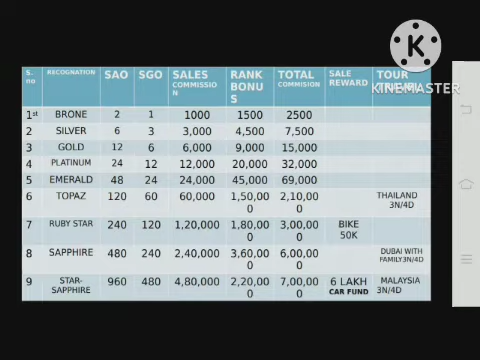 K
KINEMASTER
S.no RECOGNATION SAO SGO SALES COMMISSION RANK BONUS TOTAL COMMISION SALE REWARD TOUR
1st BRONE 2 1 1000 1500 2500
2 SILVER 6 3 3,000 4,500 7,500
3 GOLD 12 6 6,000 9,000 15,000
4 PLATINUM 24 12 12,000 20,000 32,000
5 EMERALD 48 24 24,000 45,000 69,000
6 TOPAZ 120 60 60,000 1,50,000 2,10,000 THAILAND 3N/4D
7 RUBY STAR 240 120 1,20,000 1,80,000 3,00,000 BIKE 50K
8 SAPPHIRE 480 240 2,40,000 3,60,000 6,00,000 DUBAI WITH FAMILY3N/4D
9 STAR-SAPPHIRE 960 480 4,80,000 2,20,000 7,00,000 6 LAKH CAR FUND MALAYSIA 3N/4D